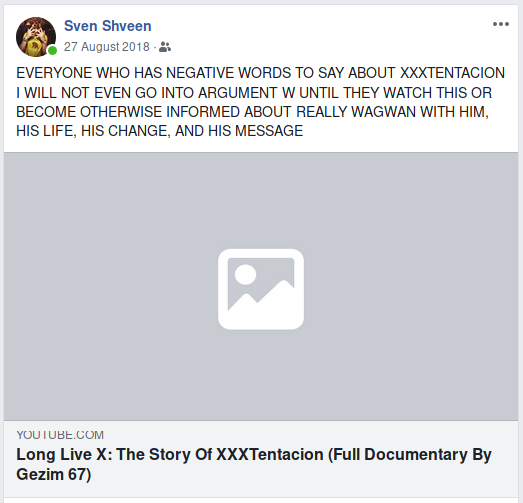 Sven Shveen
27 August 2018 ·
EVERYONE WHO HAS NEGATIVE WORDS TO SAY ABOUT XXXTENTACION
I WILL NOT EVEN GO INTO ARGUMENT W UNTIL THEY WATCH THIS OR
BECOME OTHERWISE INFORMED ABOUT REALLY WAGWAN WITH HIM,
HIS LIFE, HIS CHANGE, AND HIS MESSAGE
YOUTUBE.COM
Long Live X: The Story Of XXXTentacion (Full Documentary By
Gezim 67)